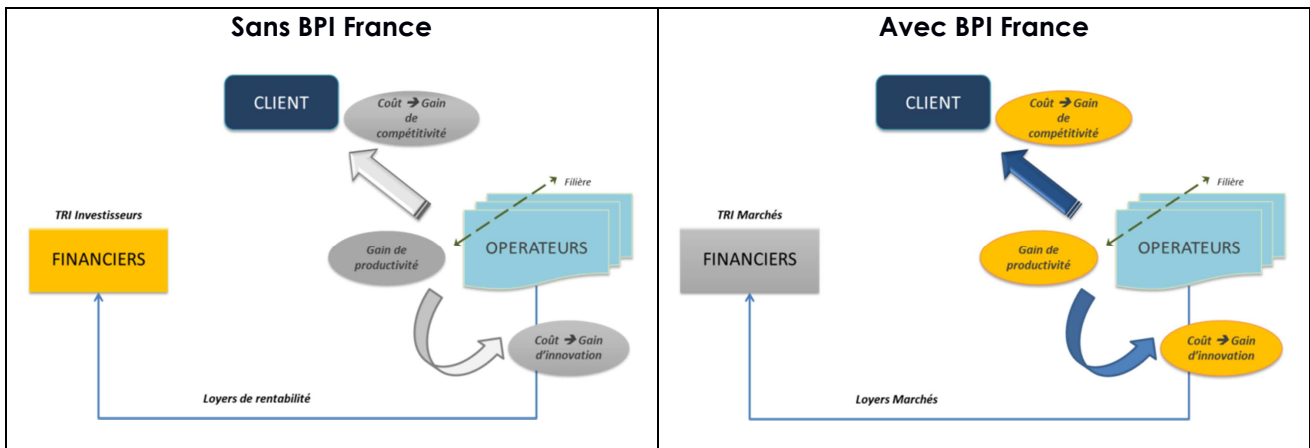 Sans BPI France
CLIENT
Coût ➔ Gain
de
compétitivité
Filière
TRI Investisseurs
FINANCIERS
Gain de
productivité
OPERATEURS
Coût ➔ Gain
d'innovation
Loyers de rentabilité
Avec BPI France
CLIENT
Coût ➔ Gain
de
compétitivité
Filière
TRI Marchés
FINANCIERS
Gain de
productivité
OPERATEURS
Coût ➔ Gain
d'innovation
Loyers Marchés